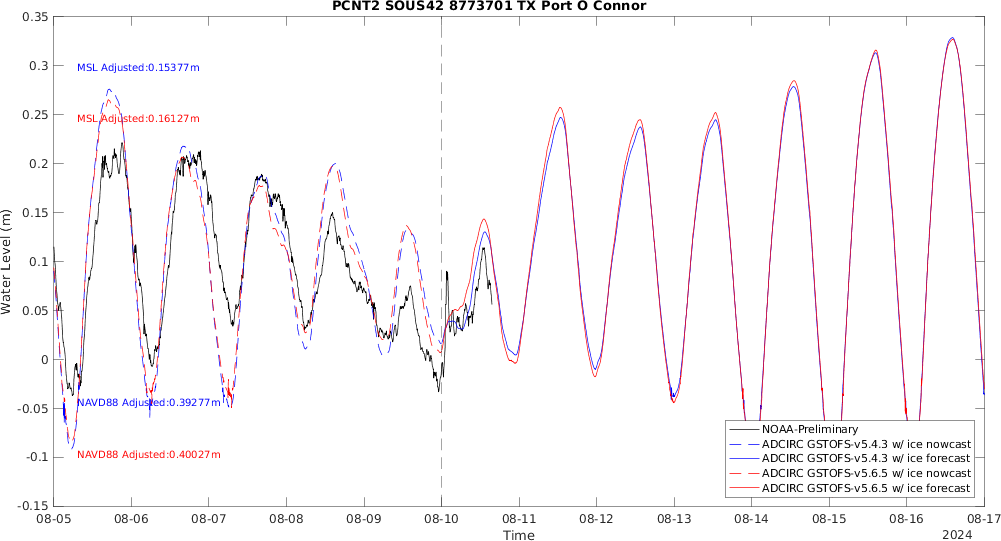 PCNT2 SOUS42 8773701 TX Port O Connor
0.35
0.3
0.25
0.2
0.15
0.1
0.05
0
-0.05
-0.1
-0.15
Water Level (m)
MSL Adjusted:0.15377m
MSL Adjusted:0.16127m
NAVD88 Adjusted:0.39277m
NAVD88 Adjusted:0.40027m
NOAA-Preliminary
ADCIRC GSTOFS-v5.4.3 w/ ice nowcast
ADCIRC GSTOFS-v5.4.3 w/ ice forecast
ADCIRC GSTOFS-v5.6.5 w/ ice nowcast
ADCIRC GSTOFS-v5.6.5 w/ ice forecast
08-05 08-06 08-07 08-08 08-09 08-10 08-11 08-12 08-13 08-14 08-15 08-16 08-17
Time
2024